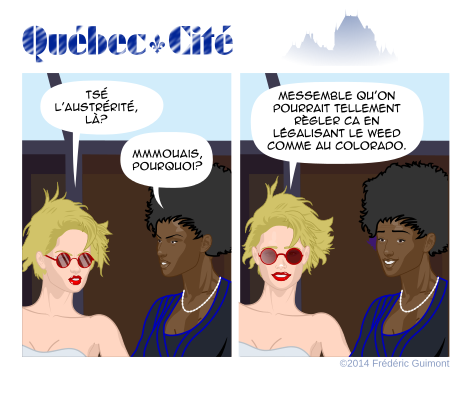 Québec⚜Cité
TSÉ
L'AUSTRÉRITÉ,
LÀ?
MMMOUAIS,
POURQUOI?
MESSEMBLE QU'ON
POURRAIT TELLEMENT
RÈGLER CA EN
LÉGALISANT LE WEED
COMME AU COLORADO.
©2014 Frédéric Guimont